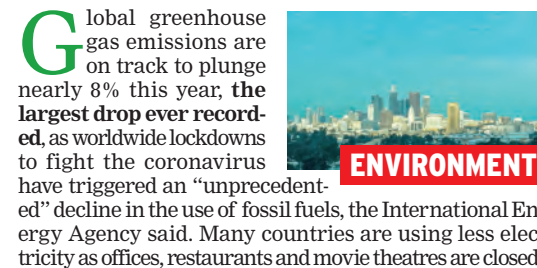 Global greenhouse
gas emissions are
on track to plunge
nearly 8% this year, the
largest drop ever record-
ed, as worldwide lockdowns
to fight the coronavirus
have triggered an “unprecedent-
ENVIRONMENT
ed” decline in the use of fossil fuels, the International En
ergy Agency said. Many countries are using less elec
tricity as offices, restaurants and movie theatres are closed